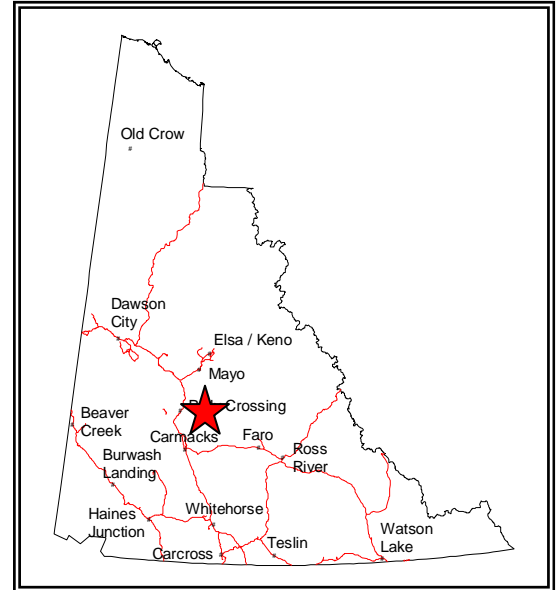 Old Crow
Dawson
City
Elsa / Keno
Mayo
Crossing
Beaver
Creek
Carmacks
Faro
Ross
River
Burwash
Landing
Haines
Junction
Whitehorse
Carcross
Teslin
Watson
Lake